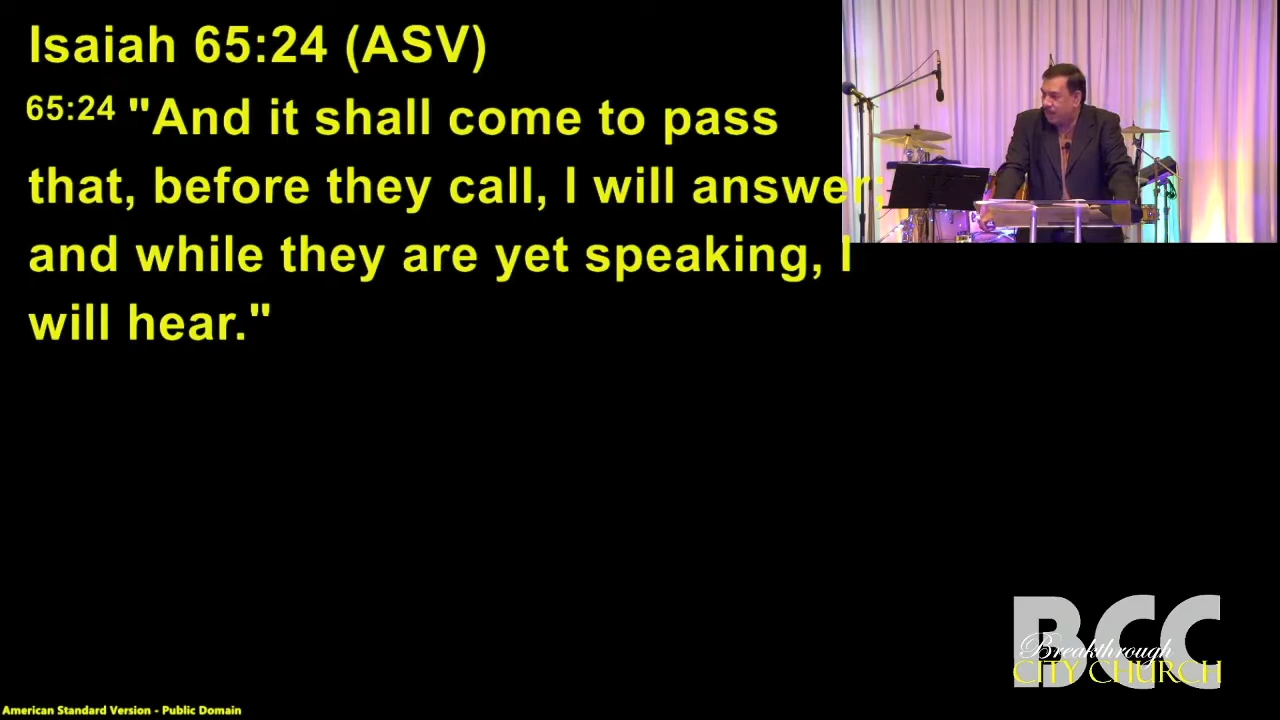 Isaiah 65:24 (ASV)
65:24 "And it shall come to pass
that, before they call, I will answer;
and while they are yet speaking, I
will hear."
BCC
Breakthrough
CITY CHURCH
American Standard Version - Public Domain